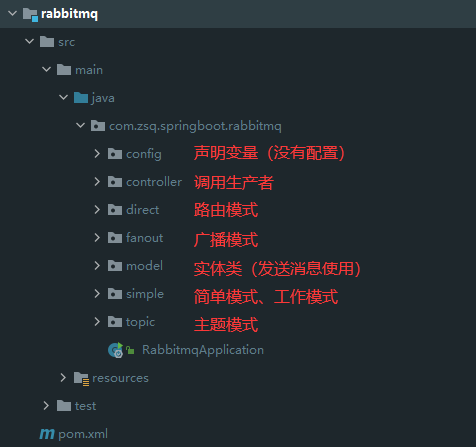 rabbitmq
src
main
java
com.zsq.springboot.rabbitmq
config 声明变量（没有配置）
controller 调用生产者
direct 路由模式
fanout 广播模式
model 实体类（发送消息使用）
simple 简单模式、工作模式
topic 主题模式
RabbitmqApplication
resources
test
m pom.xml